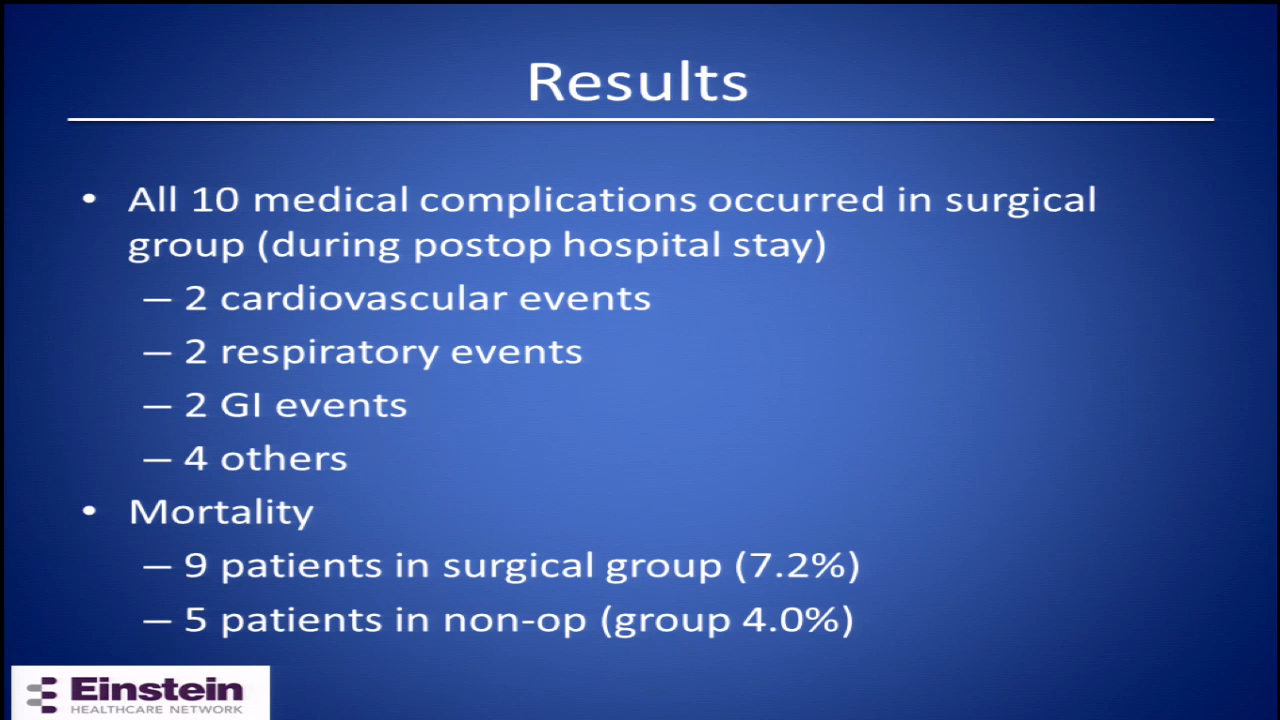 Results
• All 10 medical complications occurred in surgical
group (during postop hospital stay)
– 2 cardiovascular events
– 2 respiratory events
– 2 GI events
– 4 others
• Mortality
– 9 patients in surgical group (7.2%)
– 5 patients in non-op (group 4.0%)
Einstein
HEALTHCARE NETWORK